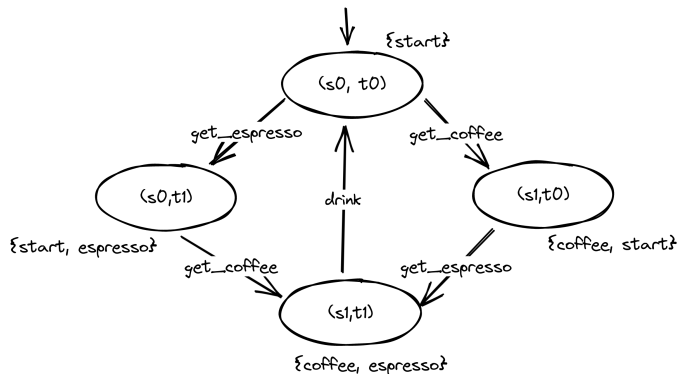 {start}
(s0, t0)
get_espresso
get_coffee
(s0,t1)
drink
(s1,t0)
{start, espresso}
{coffee, start}
get_coffee
get_espresso
(s1,t1)
{coffee, espresso}